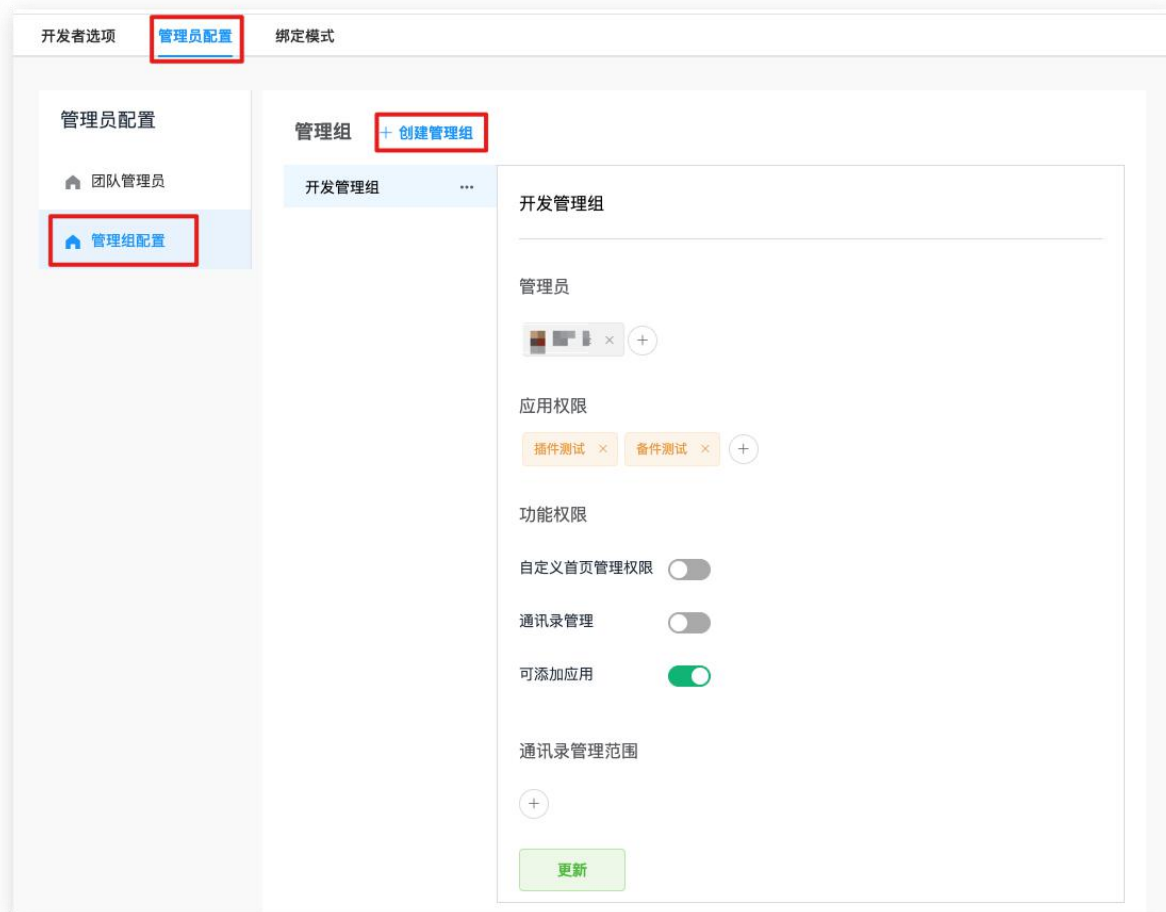 开发者选项 管理员配置 绑定模式
管理员配置
团队管理员
管理组配置
管理组 + 创建管理组
开发管理组 ···
开发管理组
管理员
应用权限
插件测试 × 备件测试 ×
功能权限
自定义首页管理权限
通讯录管理
可添加应用
通讯录管理范围
更新